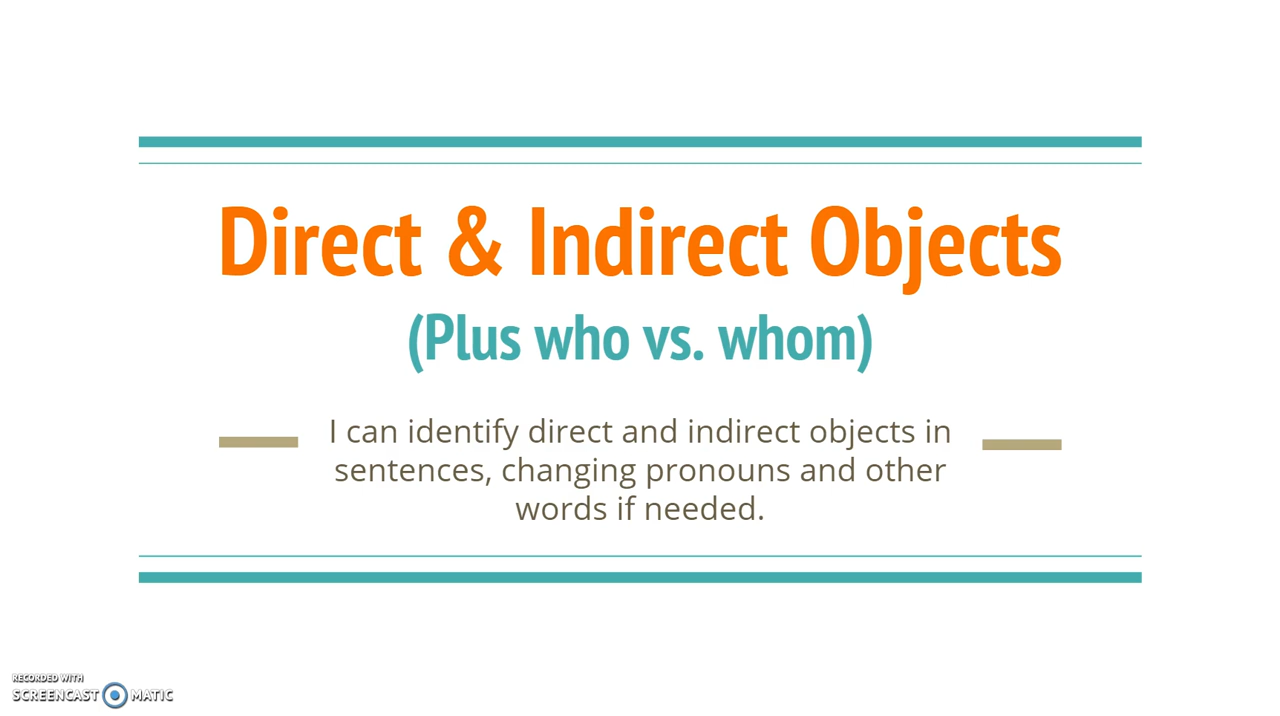 Direct & Indirect Objects
(Plus who vs. whom)
I can identify direct and indirect objects in
sentences, changing pronouns and other
words if needed.
RECORDED WITH
SCREENCAST MATIC